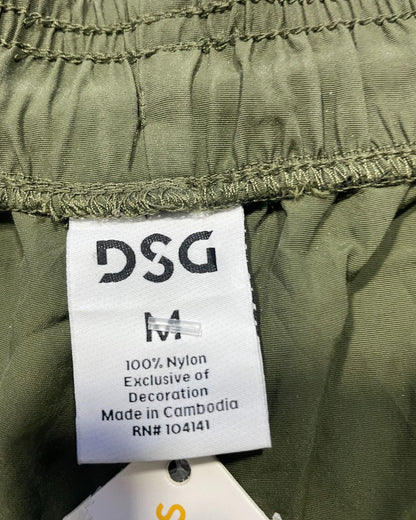 DSG
M
100% Nylon
Exclusive of
Decoration
Made in Cambodia
RN# 104141
S